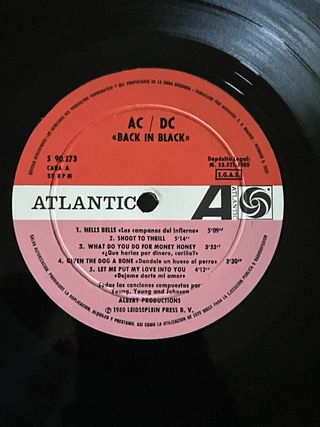 AC / DC
«BACK IN BLACK»
S 90.273
CARA A
33 RPM
Depósito Legal:
M. 23.525-1980
S.G.A.E.
ATLANTIC
A
1. HELLS BELLS «Las campanas del infierno» 5'09"
2. SHOOT TO THRILL 5'14"
3. WHAT DO YOU DO FOR MONEY HONEY 3'33"
«¿Que harías por dinero, cariño?»
4. GIVEN THE DOG A BONE «Dandole un hueso al perro» 3'30"
5. LET ME PUT MY LOVE INTO YOU 4'12"
«Dejame darte mi amor»
Todas las canciones compuestas por
Young, Young and Johnson
ALBERT PRODUCTIONS
℗ 1980 LEIDSEPLEIN PRESS B. V.